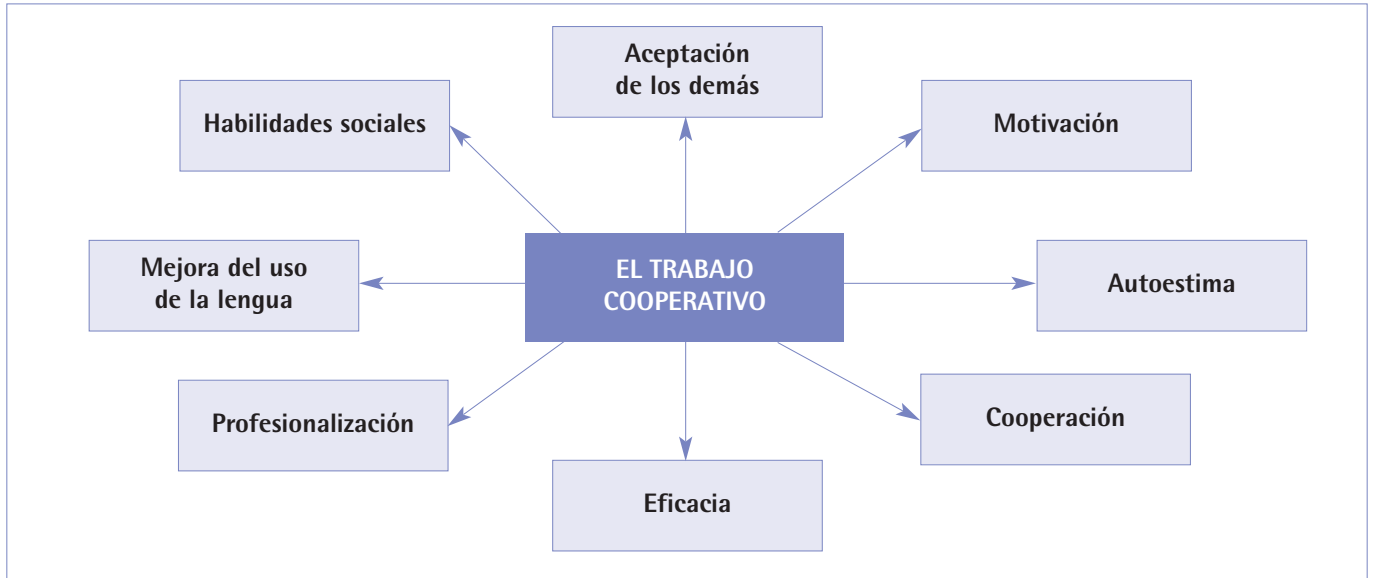 Aceptación
de los demás
Habilidades sociales
Motivación
Mejora del uso
de la lengua
EL TRABAJO
COOPERATIVO
Autoestima
Profesionalización
Cooperación
Eficacia